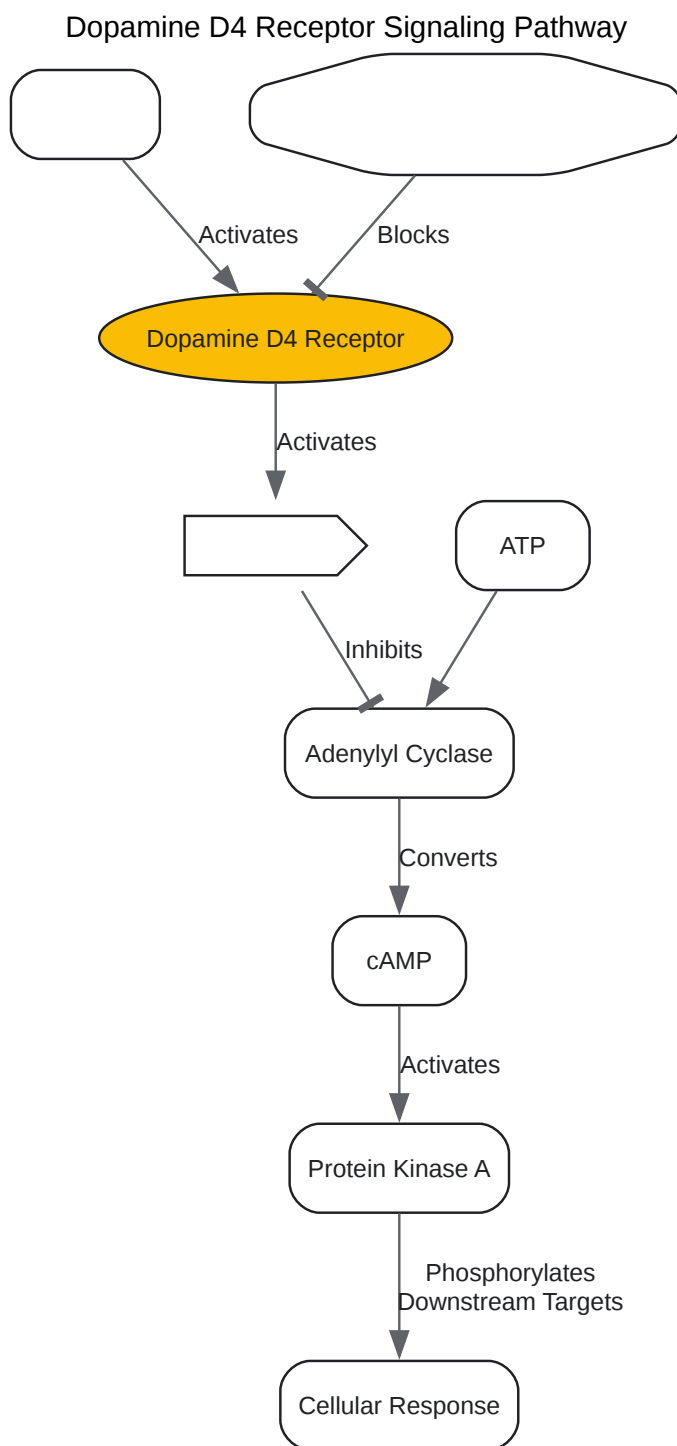 Dopamine D4 Receptor Signaling Pathway
Activates
Blocks
Dopamine D4 Receptor
Activates
ATP
Inhibits
Adenylyl Cyclase
Converts
cAMP
Activates
Protein Kinase A
Phosphorylates
Downstream Targets
Cellular Response